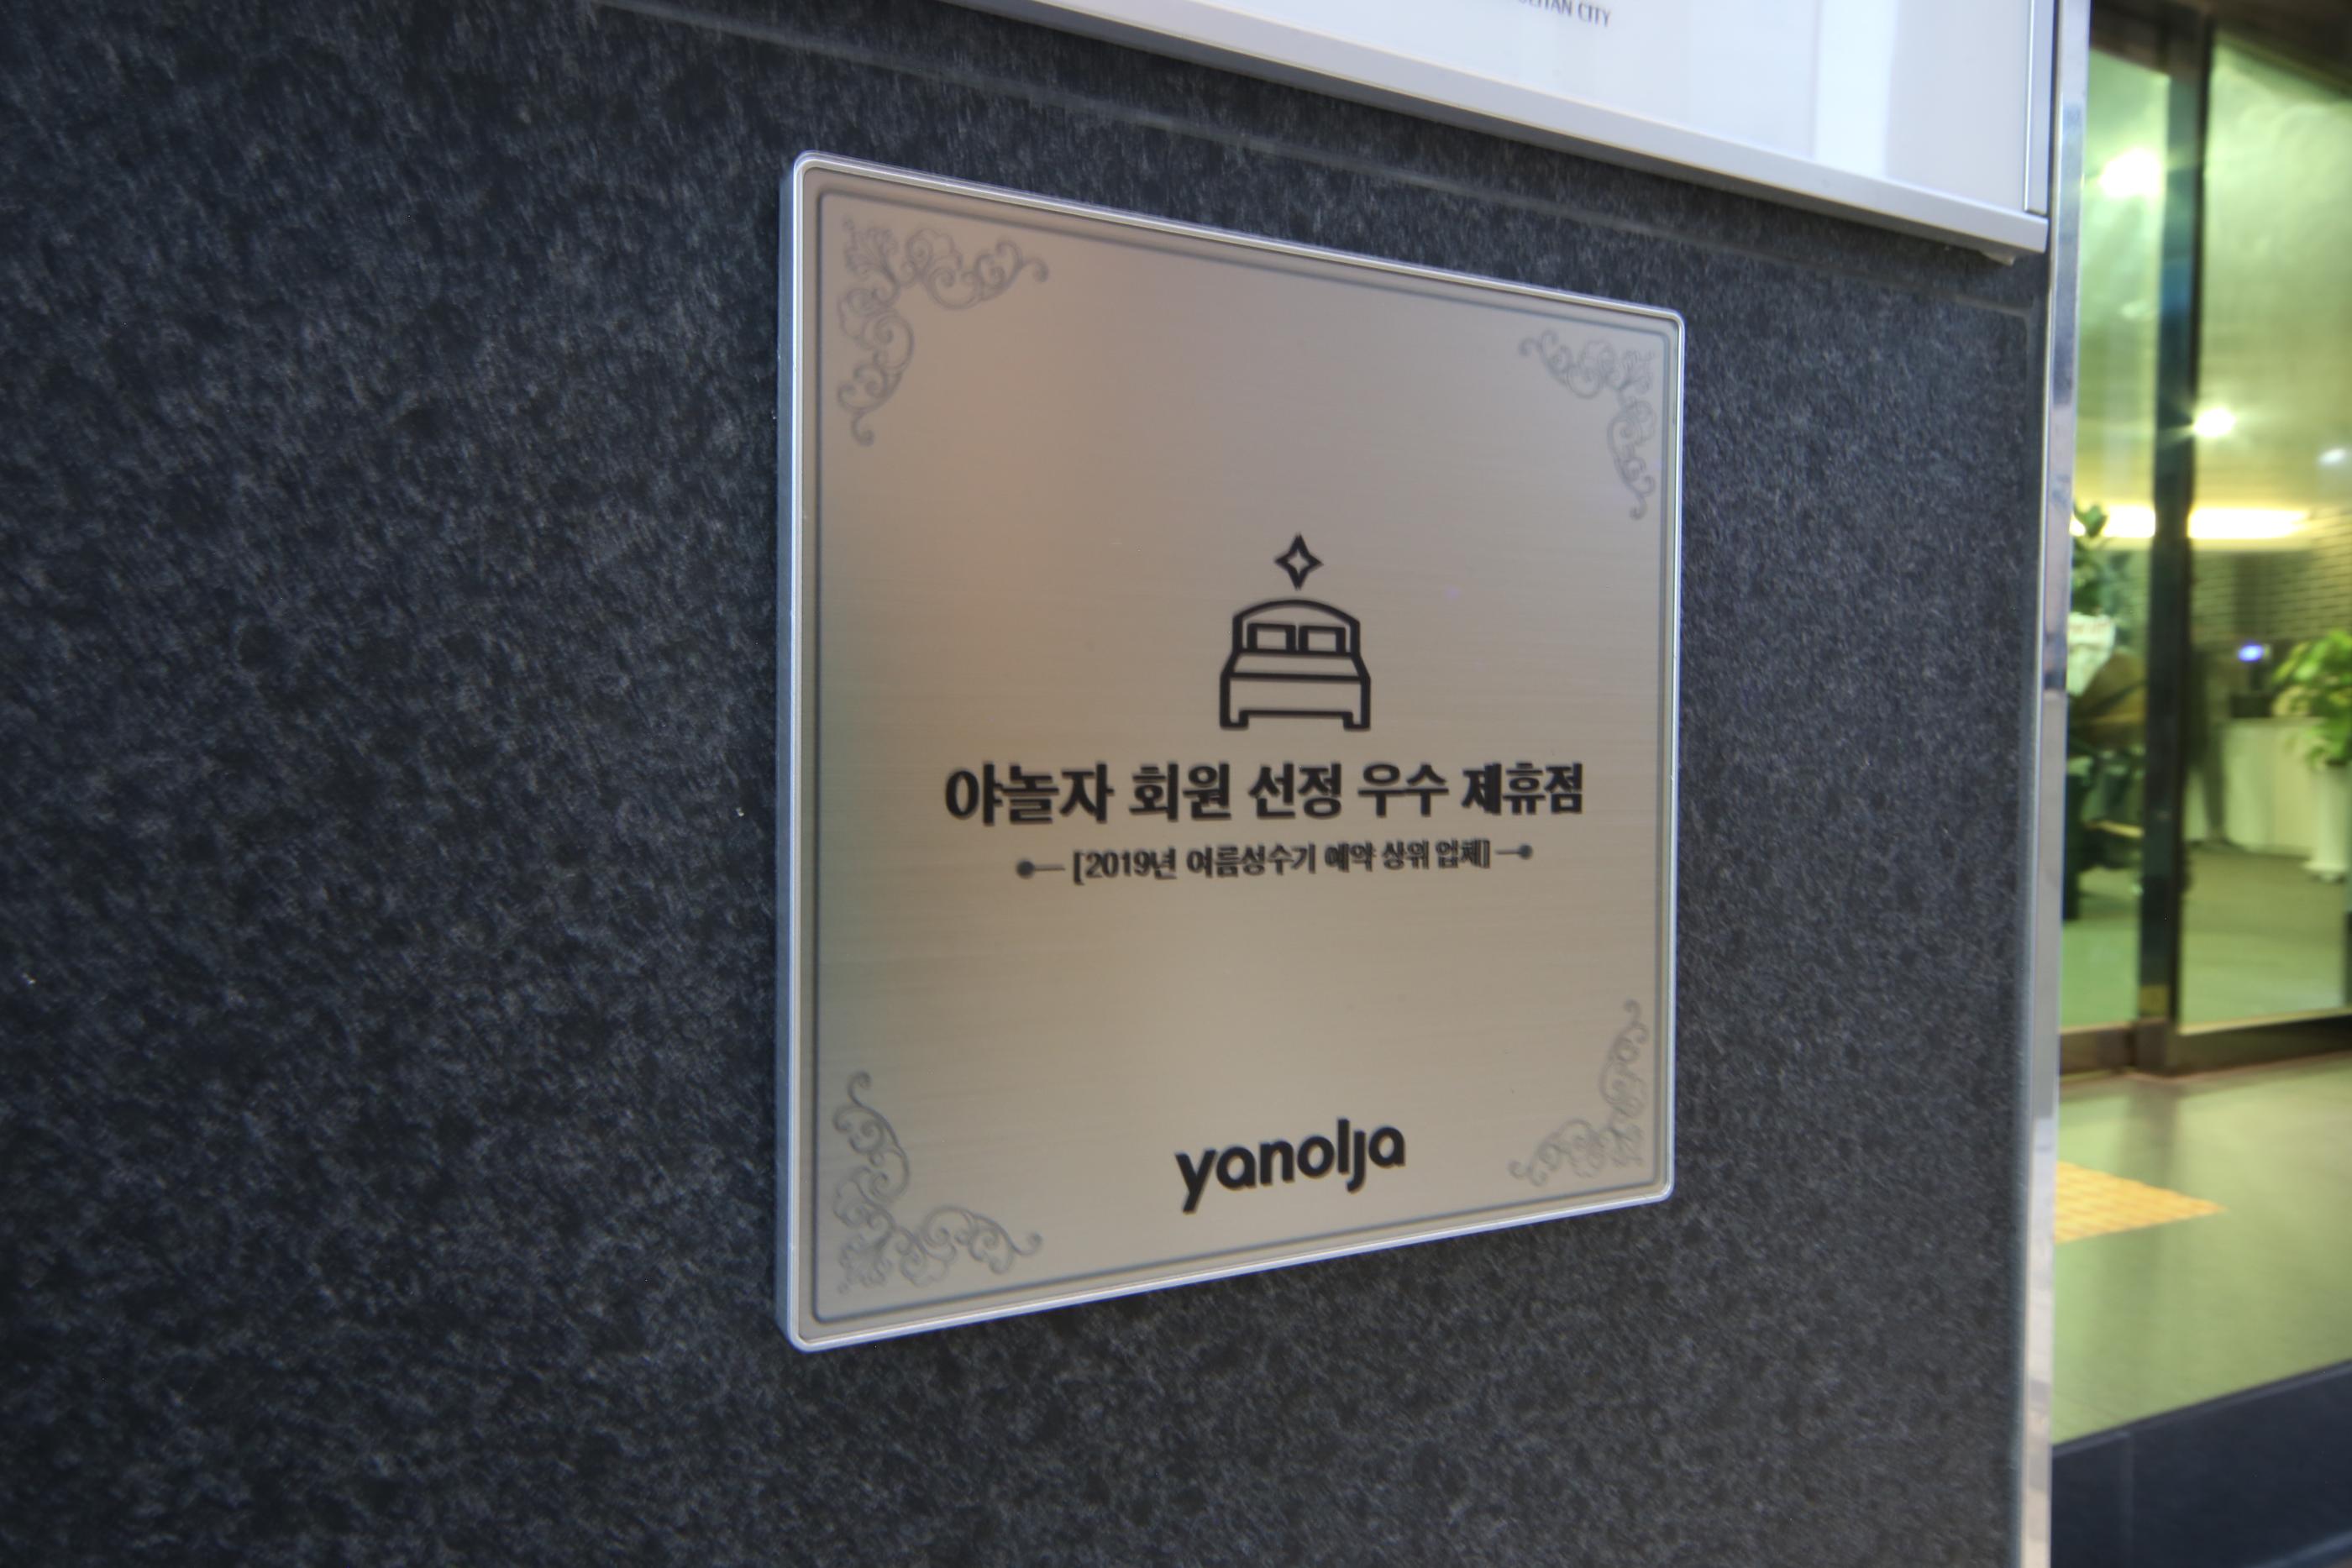 CITY
야놀자 회원 선정 우수 제휴점
[2019년 여름성수기 예약 상위 업체]
yanolja